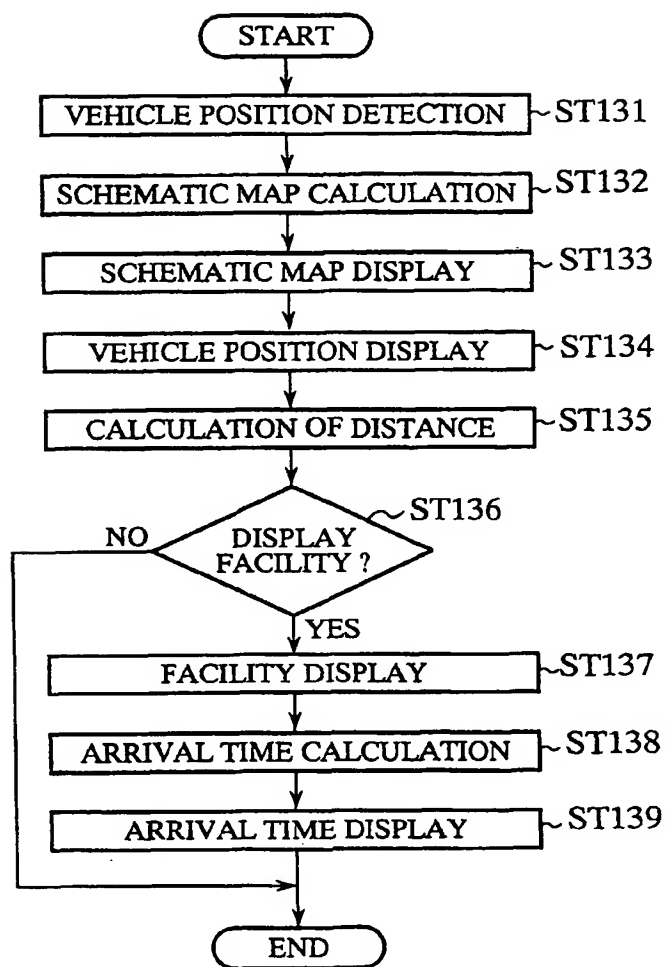 START
VEHICLE POSITION DETECTION
ST131
SCHEMATIC MAP CALCULATION
ST132
SCHEMATIC MAP DISPLAY
ST133
VEHICLE POSITION DISPLAY
ST134
CALCULATION OF DISTANCE
ST135
ST136
NO
DISPLAY
FACILITY ?
YES
FACILITY DISPLAY
ST137
ARRIVAL TIME CALCULATION
ST138
ARRIVAL TIME DISPLAY
ST139
END